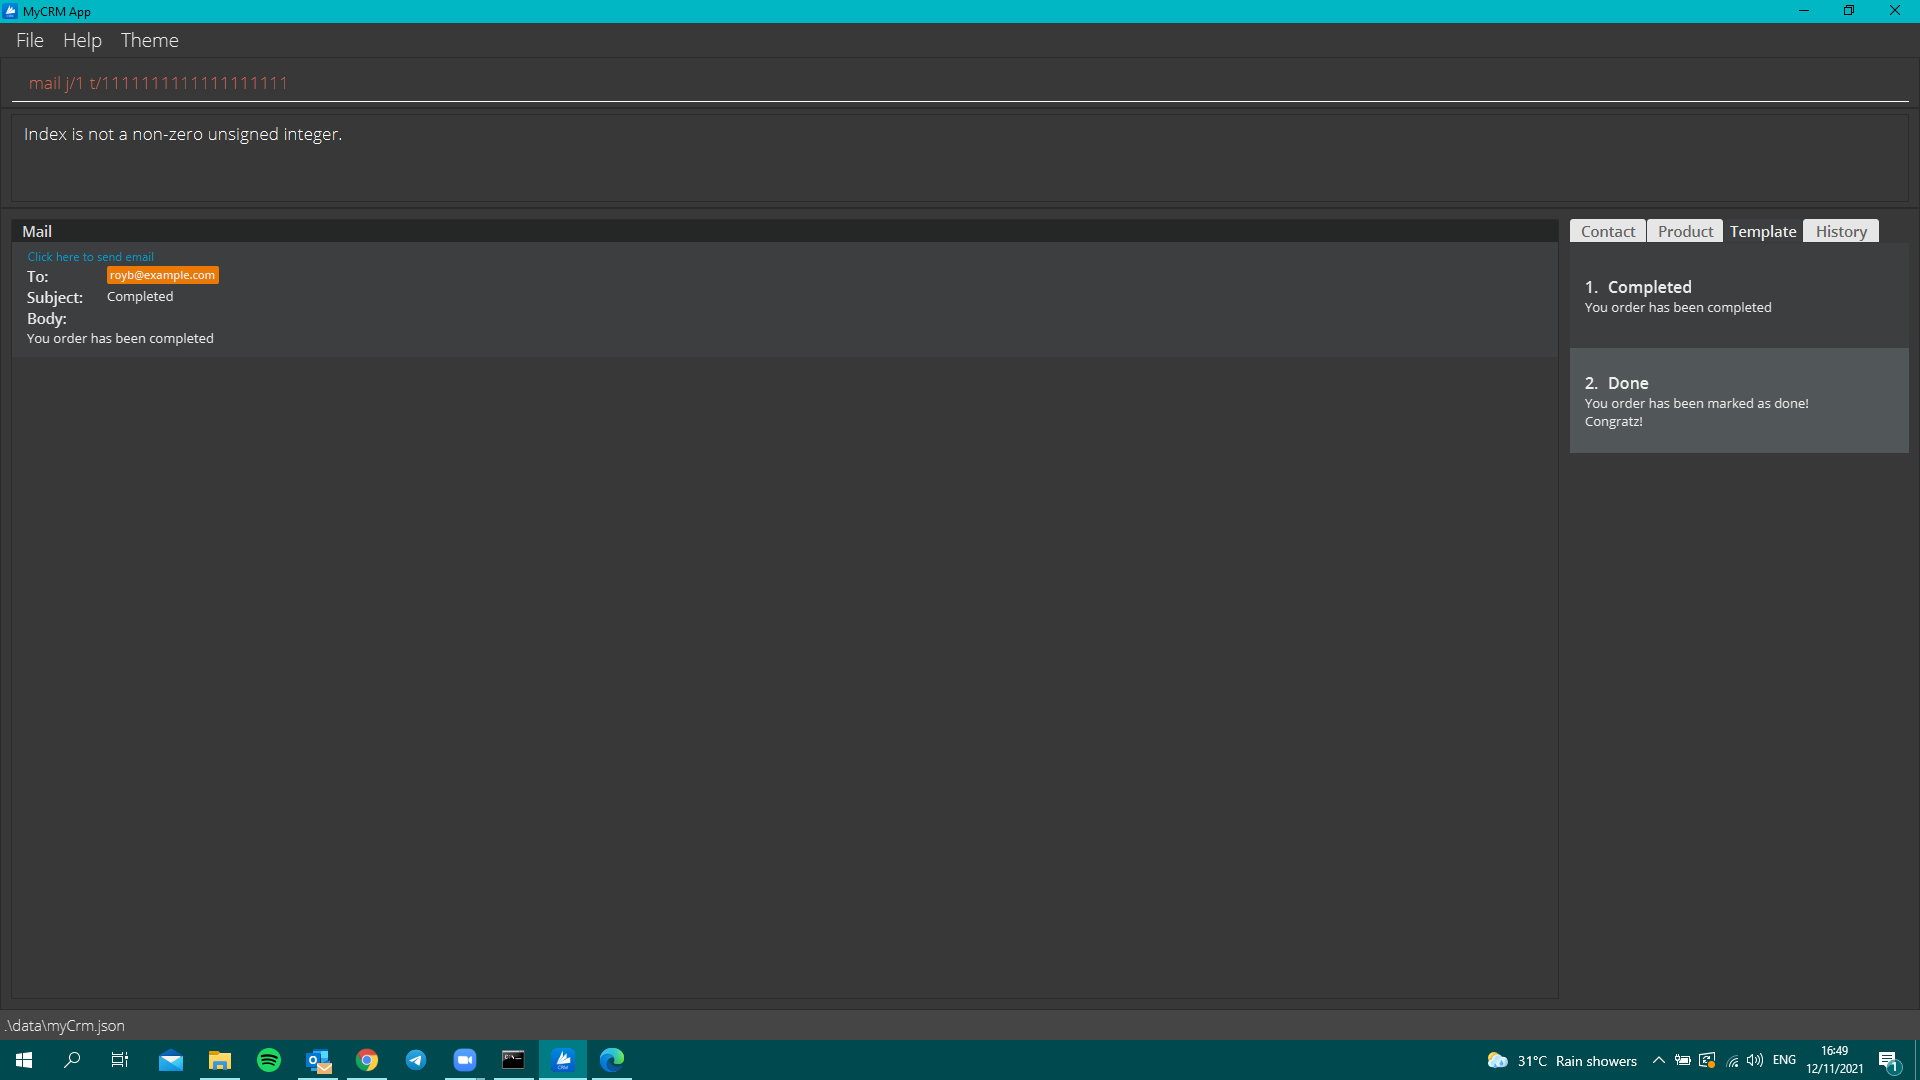 MyCRM App
File Help Theme
mail j/1 t/1111111111111111111
Index is not a non-zero unsigned integer.
Mail
Click here to send email
To: royb@example.com
Subject: Completed
Body:
You order has been completed
Contact Product Template History
1. Completed
You order has been completed
2. Done
You order has been marked as done!
Congratz!
.\data\myCrm.json
31°C Rain showers
ENG
16:49
12/11/2021
1